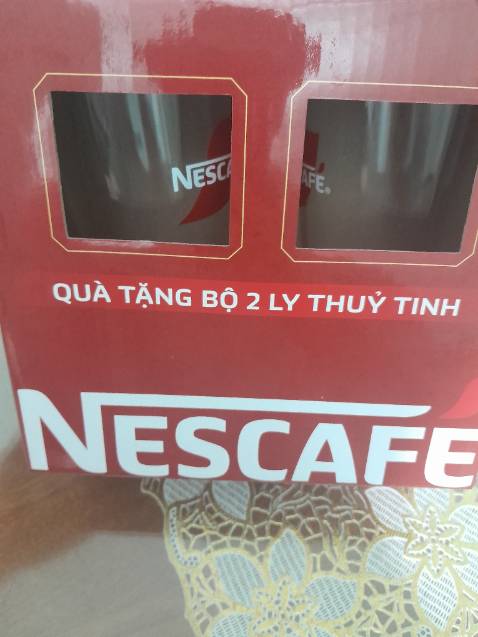 NESCA
AFE.
QUÀ TẶNG BỘ 2 LY THUỶ TINH
NESCAFE